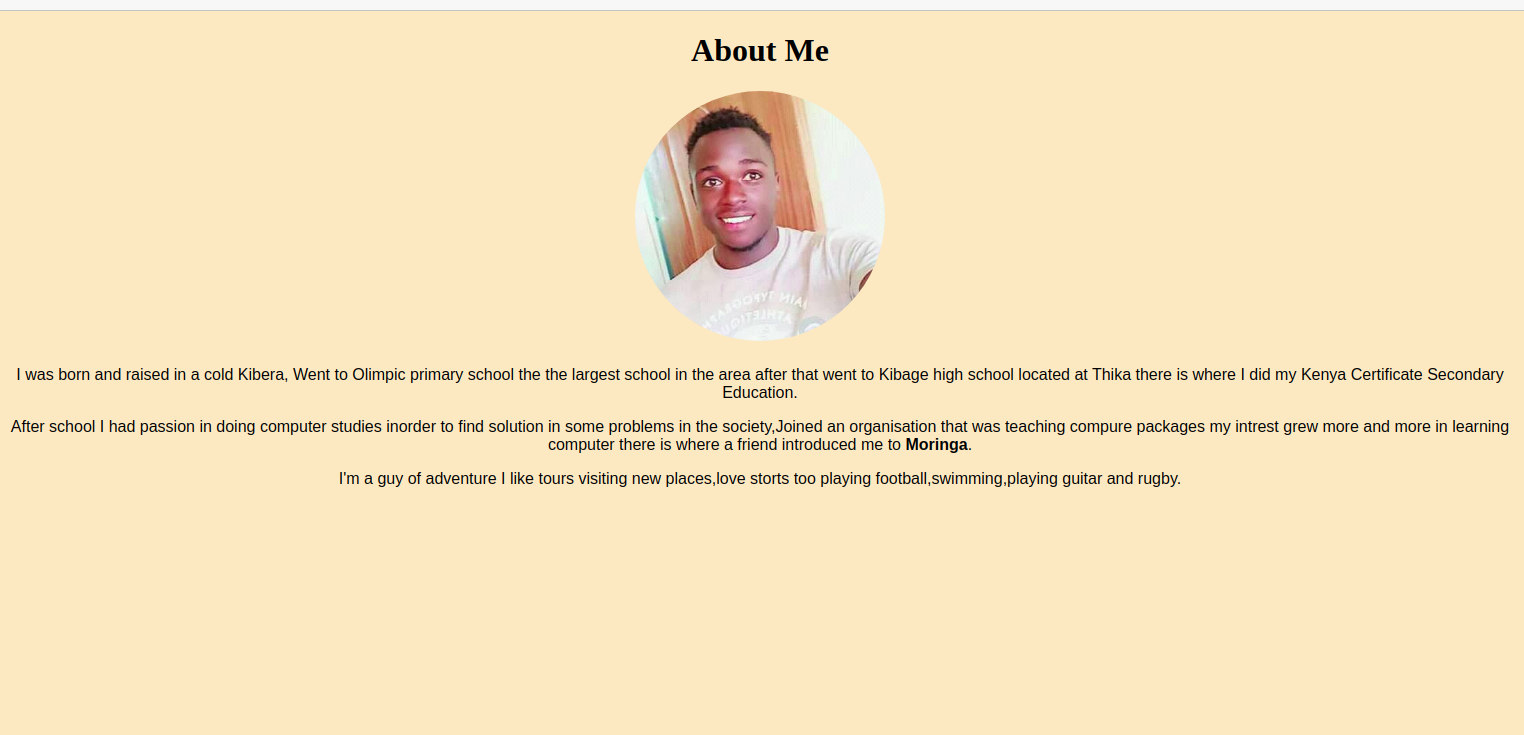 About Me
I was born and raised in a cold Kibera, Went to Olimpic primary school the the largest school in the area after that went to Kibage high school located at Thika there is where I did my Kenya Certificate Secondary
Education.
After school I had passion in doing computer studies inorder to find solution in some problems in the society,Joined an organisation that was teaching compure packages my intrest grew more and more in learning
computer there is where a friend introduced me to Moringa.
I'm a guy of adventure I like tours visiting new places,love storts too playing football,swimming,playing guitar and rugby.